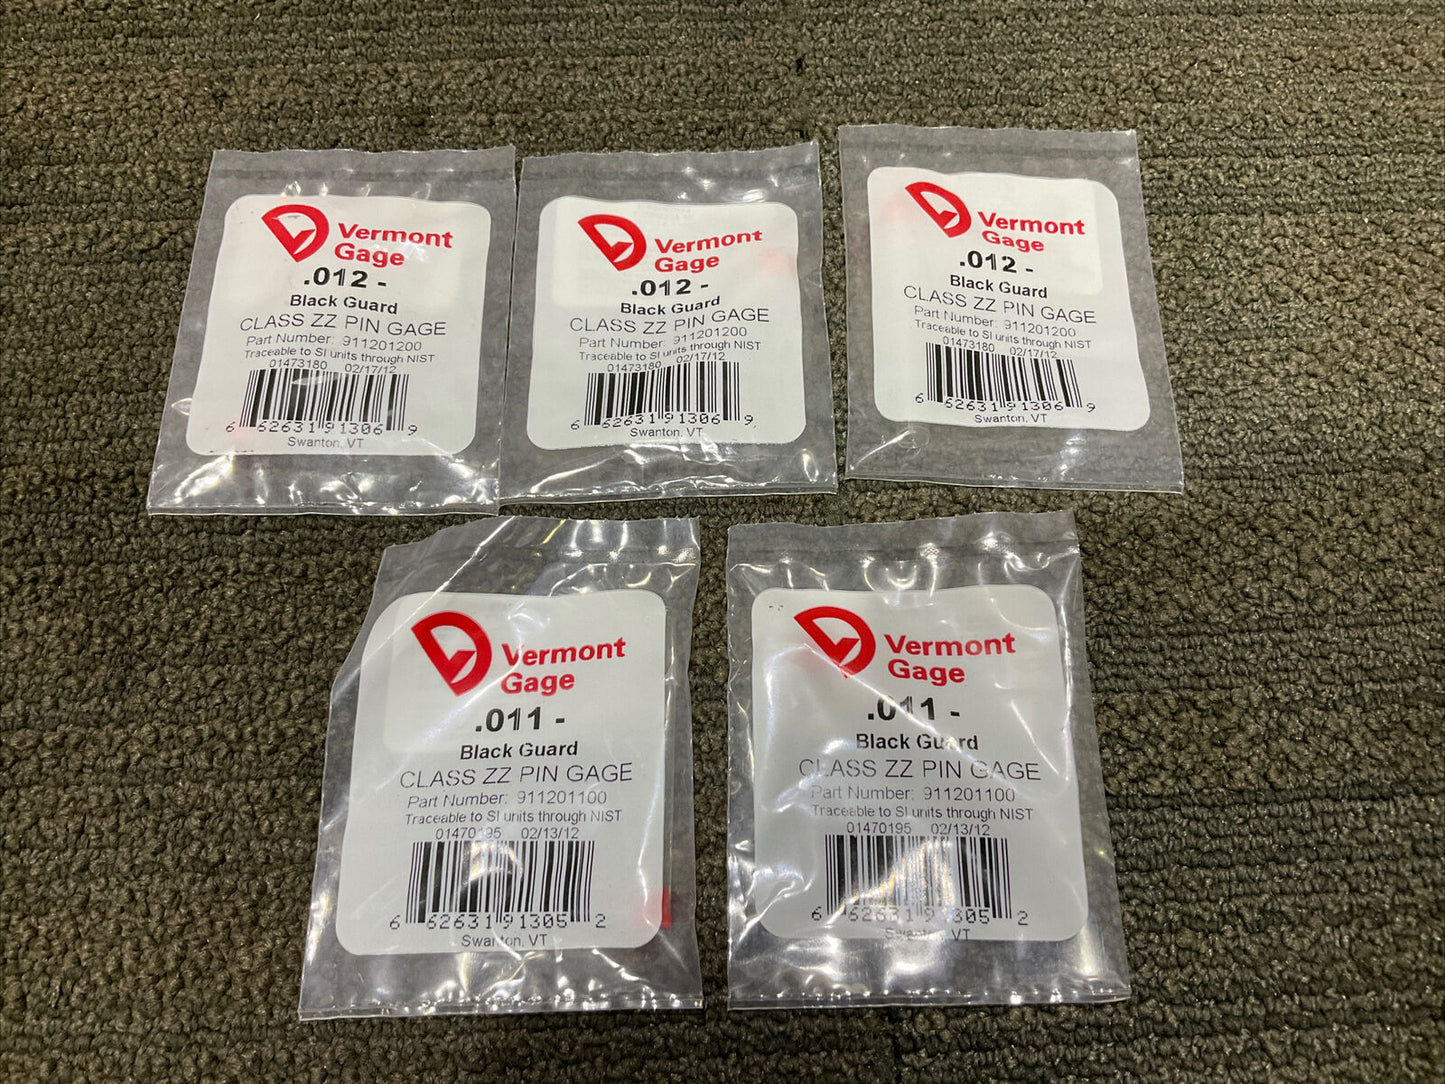 Vermont
Gage
.012 -
Black Guard
CLASS ZZ PIN GAGE
Part Number: 911201200
Traceable to SI units through NIST
01473180 02/17/12
6 62631 91306 9
Swanton, VT
Vermont
Gage
.012 -
Black Guard
CLASS ZZ PIN GAGE
Part Number: 911201200
Traceable to SI units through NIST
01473180 02/17/12
6 62631 91306 9
Swanton, VT
Vermont
Gage
.012 -
Black Guard
CLASS ZZ PIN GAGE
Part Number: 911201200
Traceable to SI units through NIST
01473180 02/17/12
6 62631 91306 9
Swanton, VT
Vermont
Gage
.011 -
Black Guard
CLASS ZZ PIN GAGE
Part Number: 911201100
Traceable to SI units through NIST
01470195 02/13/12
6 62631 91305 2
Swanton, VT
Vermont
Gage
.011 -
Black Guard
CLASS ZZ PIN GAGE
Part Number: 911201100
Traceable to SI units through NIST
01470195 02/13/12
6 62631 91305 2
Swanton, VT